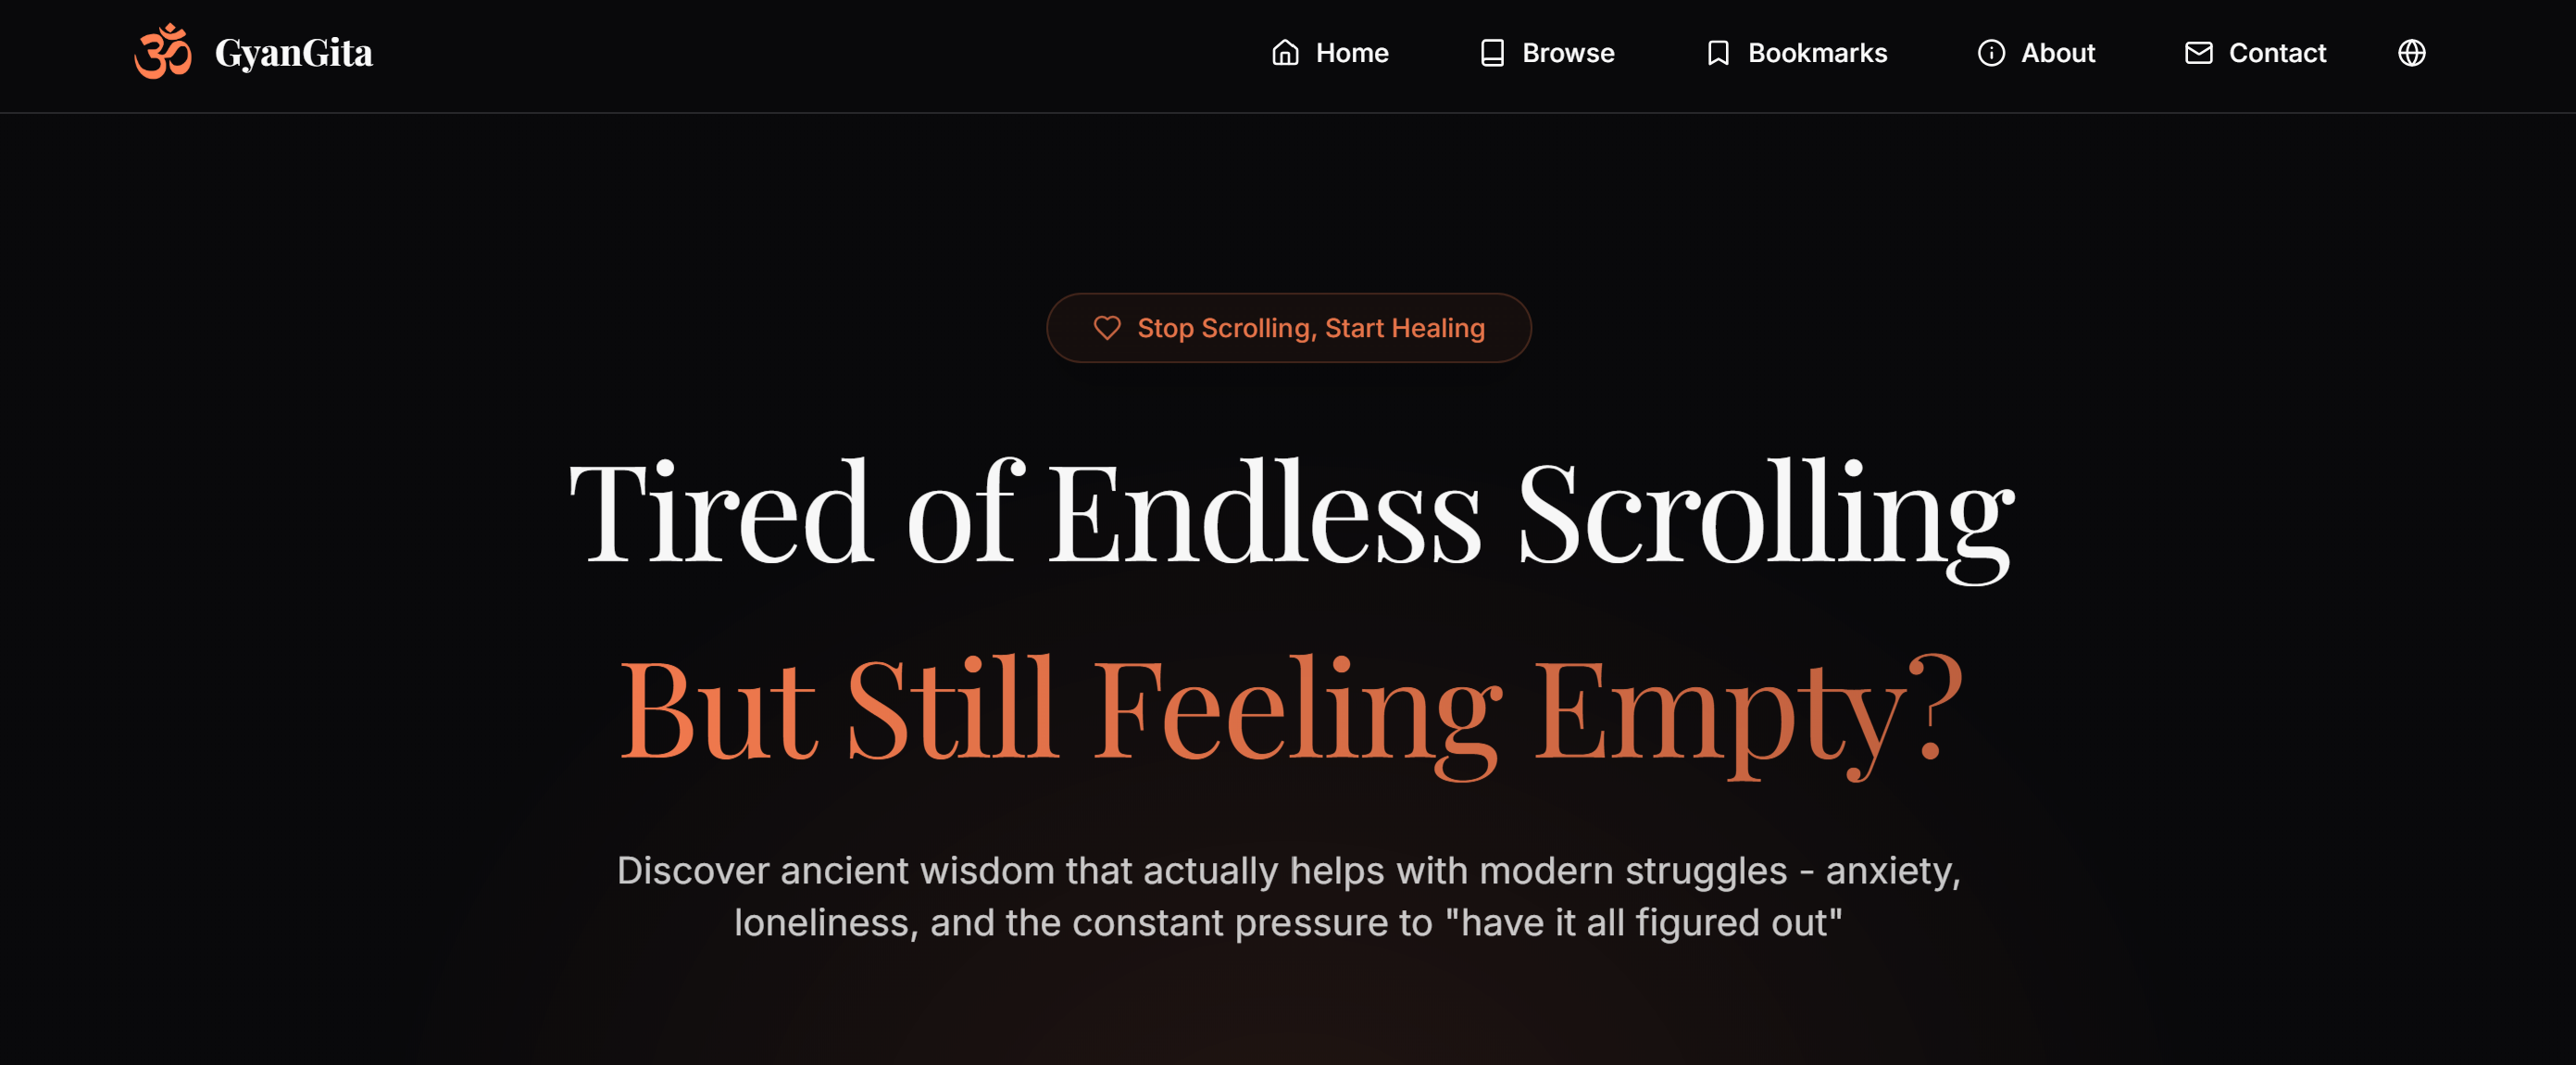 ॐ GyanGita
Home Browse Bookmarks About Contact
Stop Scrolling, Start Healing
Tired of Endless Scrolling
But Still Feeling Empty?
Discover ancient wisdom that actually helps with modern struggles - anxiety,
loneliness, and the constant pressure to "have it all figured out"